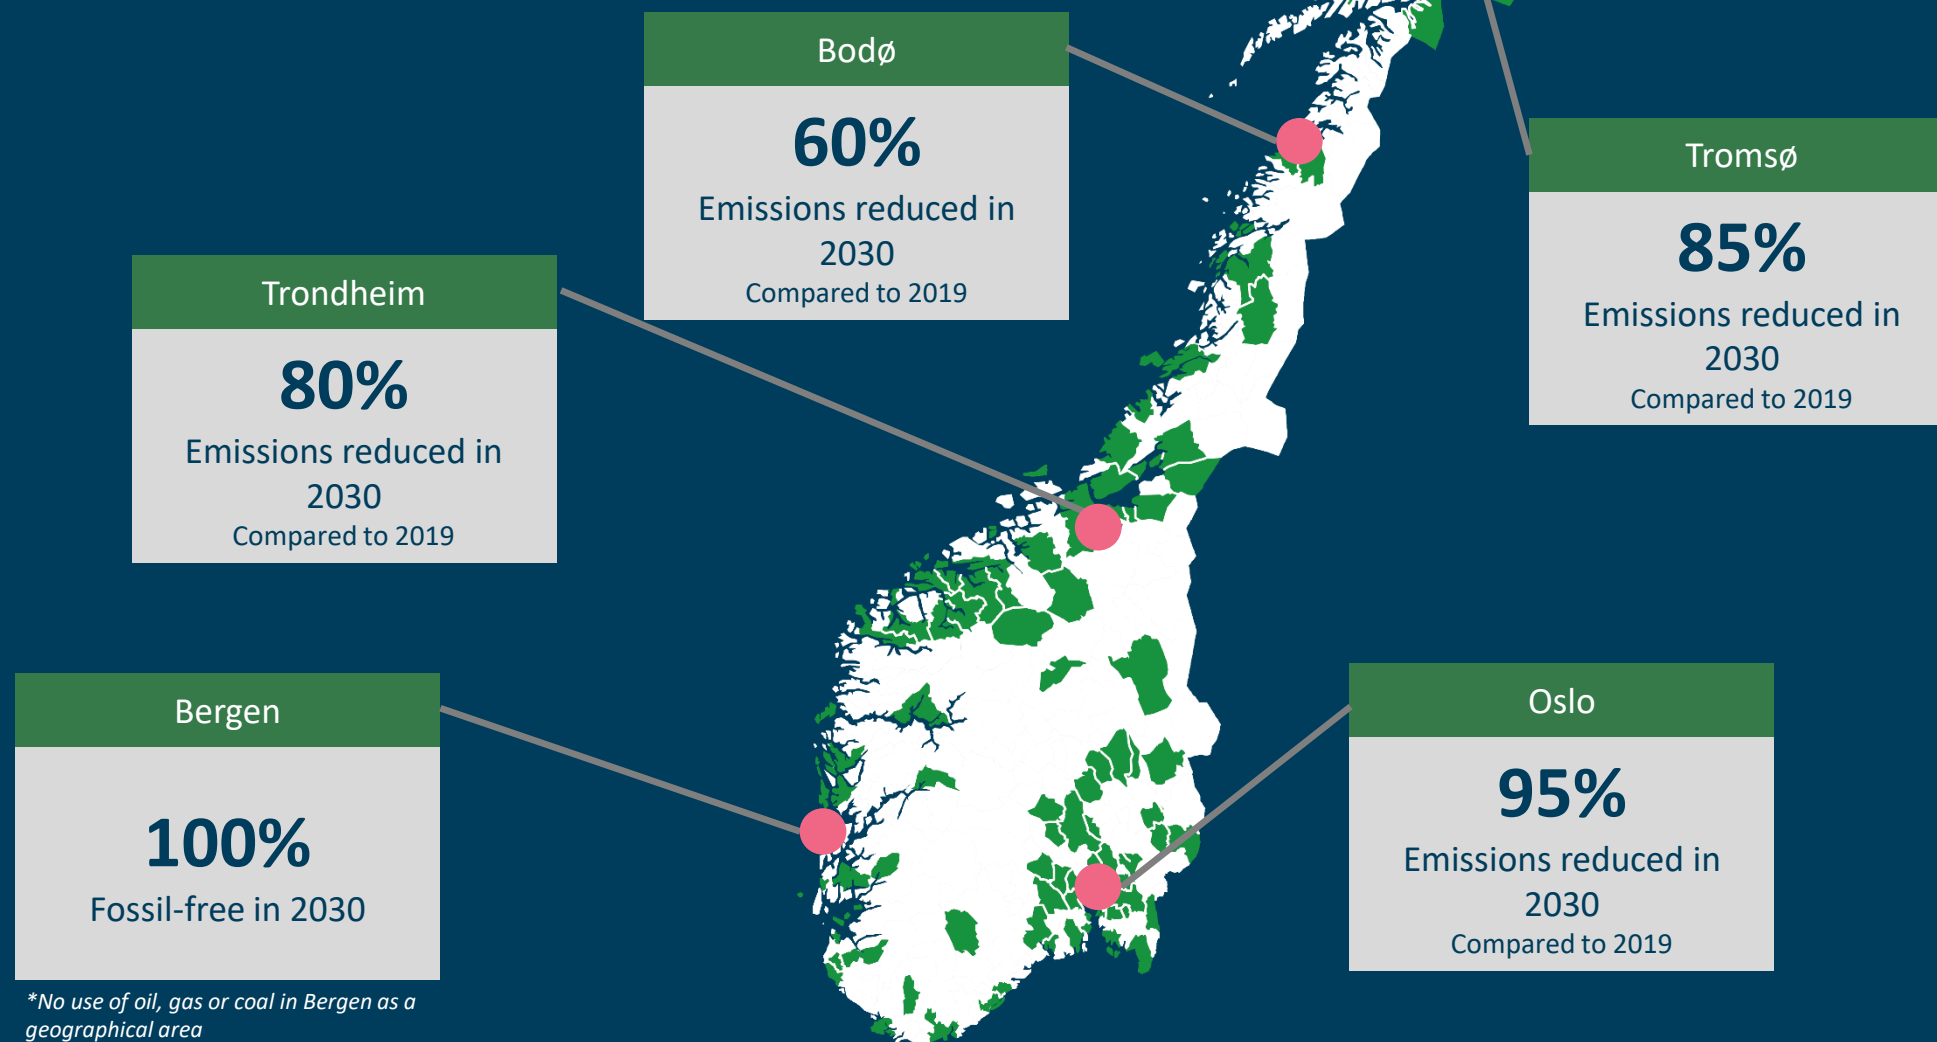 Bodø
60%
Emissions reduced in
2030
Compared to 2019
Tromsø
85%
Emissions reduced in
2030
Compared to 2019
Trondheim
80%
Emissions reduced in
2030
Compared to 2019
Bergen
100%
Fossil-free in 2030
*No use of oil, gas or coal in Bergen as a
geographical area
Oslo
95%
Emissions reduced in
2030
Compared to 2019